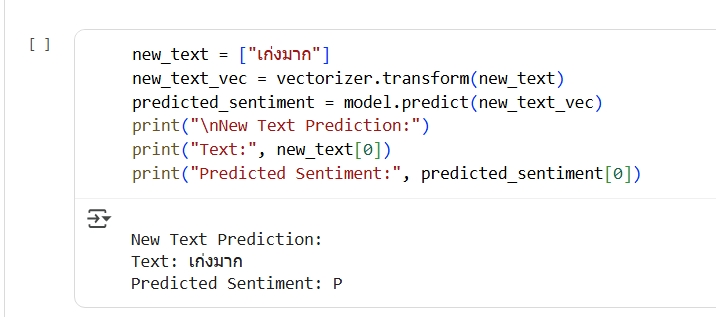 [ ]
new_text = ["เก่งมาก"]
new_text_vec = vectorizer.transform(new_text)
predicted_sentiment = model.predict(new_text_vec)
print("\nNew Text Prediction:")
print("Text:", new_text[0])
print("Predicted Sentiment:", predicted_sentiment[0])
New Text Prediction:
Text: เก่งมาก
Predicted Sentiment: P